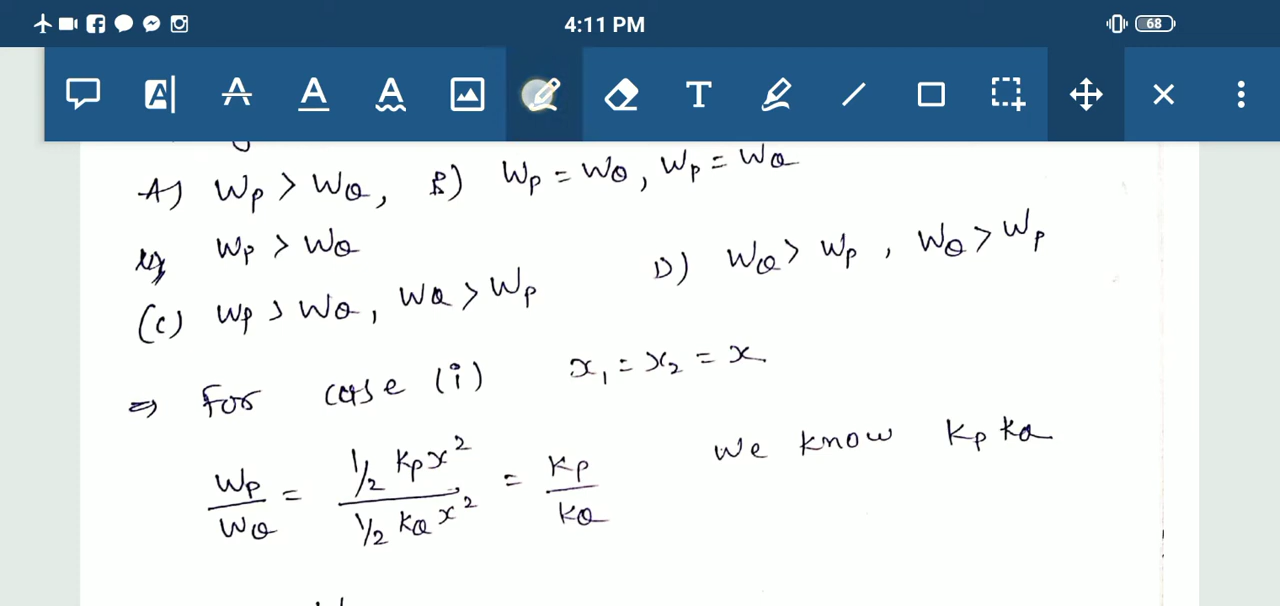 4:11 PM
68
A) Wp > WQ, B) Wp = WQ, Wp = WQ
Wp > WQ
(C) Wp > WQ, WQ > Wp D) WQ > Wp, WQ > Wp
⇒ For case (i) x₁ = x₂ = x
Wp/WQ = (1/2 Kp x²)/(1/2 KQ x²) = Kp/KQ We know Kp KQ